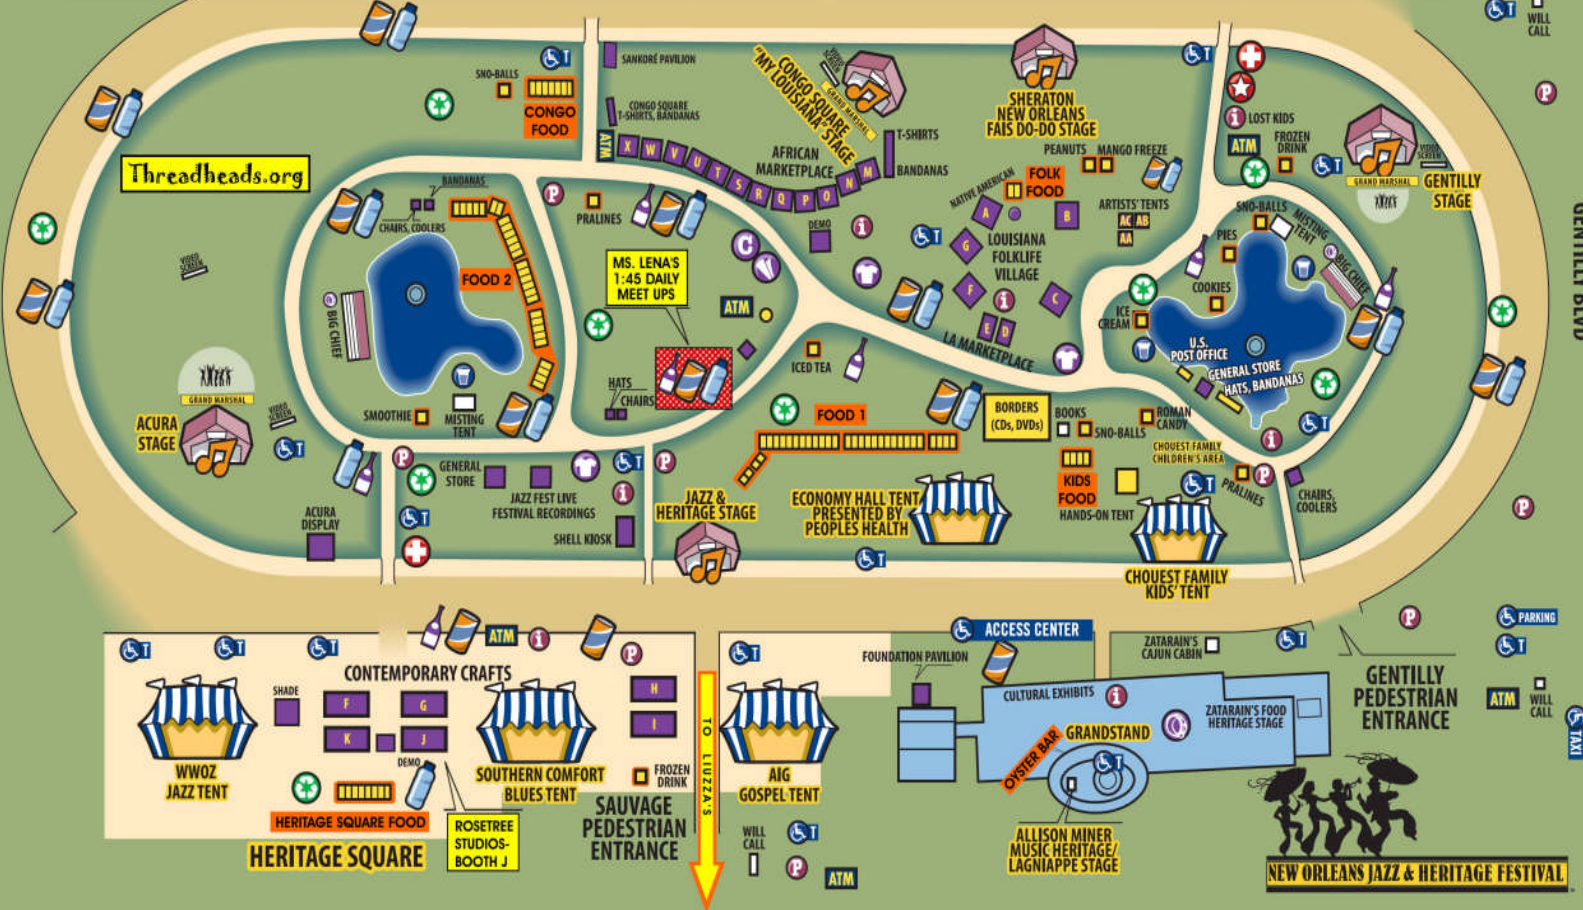 WILL
CALL
T
P
SNO-BALLS
T
CONGO
FOOD
SANKORÉ PAVILION
CONGO SQUARE
T-SHIRTS, BANDANAS
ATM
X W V U T S R Q P O N M
AFRICAN
MARKETPLACE
VIDEO
SCREEN
CONGO SQUARE
"MY LOUISIANA" STAGE
GRAND MARSHAL
T-SHIRTS
BANDANAS
SHERATON
NEW ORLEANS
FAIS DO-DO STAGE
PEANUTS
MANGO FREEZE
T
i LOST KIDS
ATM
FROZEN
DRINK
T
VIDEO
SCREEN
GRAND MARSHAL
GENTILLY
STAGE
GENTILLY BLVD
Threadheads.org
BANDANAS
CHAIRS, COOLERS
P
PRALINES
DEMO
i
C
FOLK
FOOD
NATIVE AMERICAN
A
B
G
F
C
E D
T
LOUISIANA
FOLKLIFE
VILLAGE
i
LA MARKETPLACE
ARTISTS' TENTS
AC AB
AA
SNO-BALLS
MISTING
TENT
PIES
COOKIES
ICE
CREAM
BIG CHIEF
U.S.
POST OFFICE
GENERAL STORE
HATS, BANDANAS
VIDEO
SCREEN
FOOD 2
BIG CHIEF
MS. LENA'S
1:45 DAILY
MEET UPS
ATM
ICED TEA
HATS
CHAIRS
SMOOTHIE
MISTING
TENT
GRAND MARSHAL
ACURA
STAGE
VIDEO
SCREEN
T
FOOD 1
BORDERS
(CDs, DVDs)
BOOKS
SNO-BALLS
ROMAN
CANDY
CHOUEST FAMILY
CHILDREN'S AREA
KIDS
FOOD
HANDS-ON TENT
T
PRALINES
P
i
T
CHAIRS,
COOLERS
P
P
GENERAL
STORE
JAZZ FEST LIVE
FESTIVAL RECORDINGS
T
i
P
T
SHELL KIOSK
ACURA
DISPLAY
JAZZ &
HERITAGE STAGE
ECONOMY HALL TENT
PRESENTED BY
PEOPLES HEALTH
T
CHOUEST FAMILY
KIDS' TENT
T
T
T
ATM
i
P
T
ACCESS CENTER
FOUNDATION PAVILION
ZATARAIN'S
CAJUN CABIN
T
P
PARKING
T
CONTEMPORARY CRAFTS
SHADE
F
G
K
J
DEMO
H
I
WWOZ
JAZZ TENT
SOUTHERN COMFORT
BLUES TENT
FROZEN
DRINK
TO LIUZZA'S
AIG
GOSPEL TENT
CULTURAL EXHIBITS
i
ZATARAIN'S FOOD
HERITAGE STAGE
OYSTER BAR
GRANDSTAND
T
GENTILLY
PEDESTRIAN
ENTRANCE
ATM
WILL
CALL
TAXI
HERITAGE SQUARE FOOD
HERITAGE SQUARE
ROSETREE
STUDIOS-
BOOTH J
SAUVAGE
PEDESTRIAN
ENTRANCE
WILL
CALL
T
P
ATM
ALLISON MINER
MUSIC HERITAGE/
LAGNIAPPE STAGE
NEW ORLEANS JAZZ & HERITAGE FESTIVAL